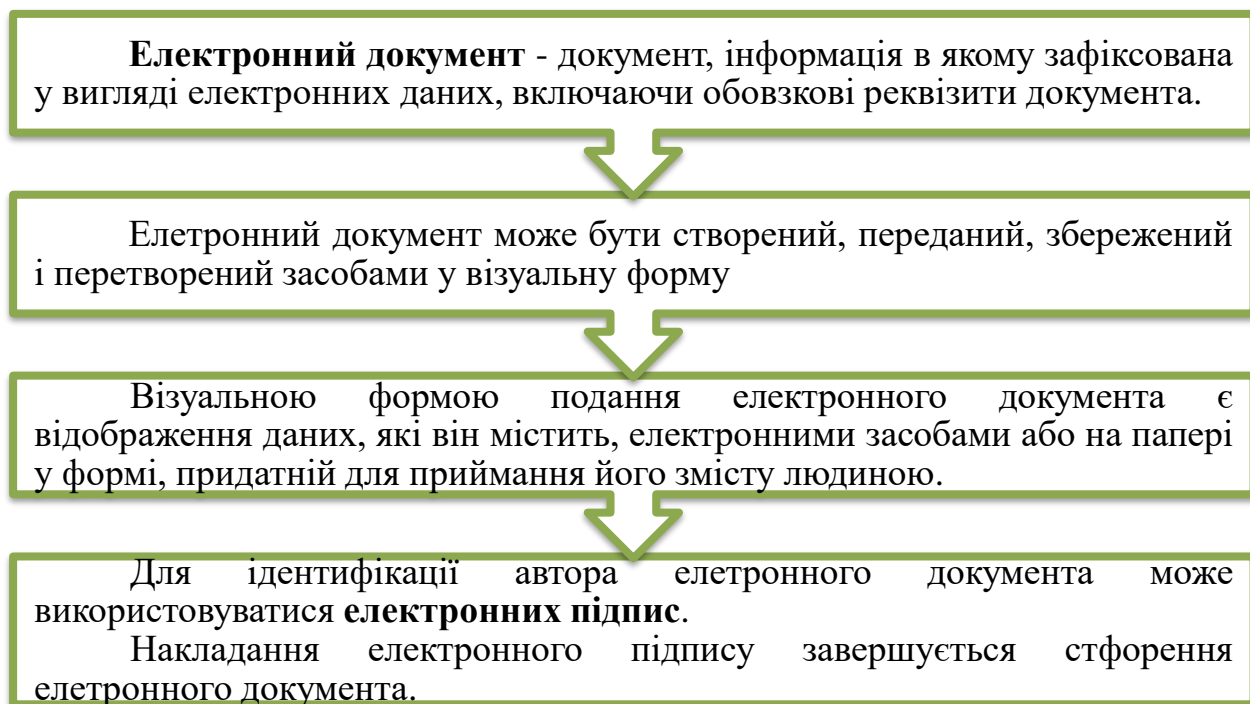 Електронний документ - документ, інформація в якому зафіксована
у вигляді електронних даних, включаючи обовзкові реквізити документа.
Елетронний документ може бути створений, переданий, збережений
і перетворений засобами у візуальну форму
Візуальною формою подання електронного документа є
відображення даних, які він містить, електронними засобами або на папері
у формі, придатній для приймання його змісту людиною.
Для ідентифікації автора елетронного документа може
використовуватися електронних підпис.
Накладання електронного підпису завершується стфорення
елетронного документа.